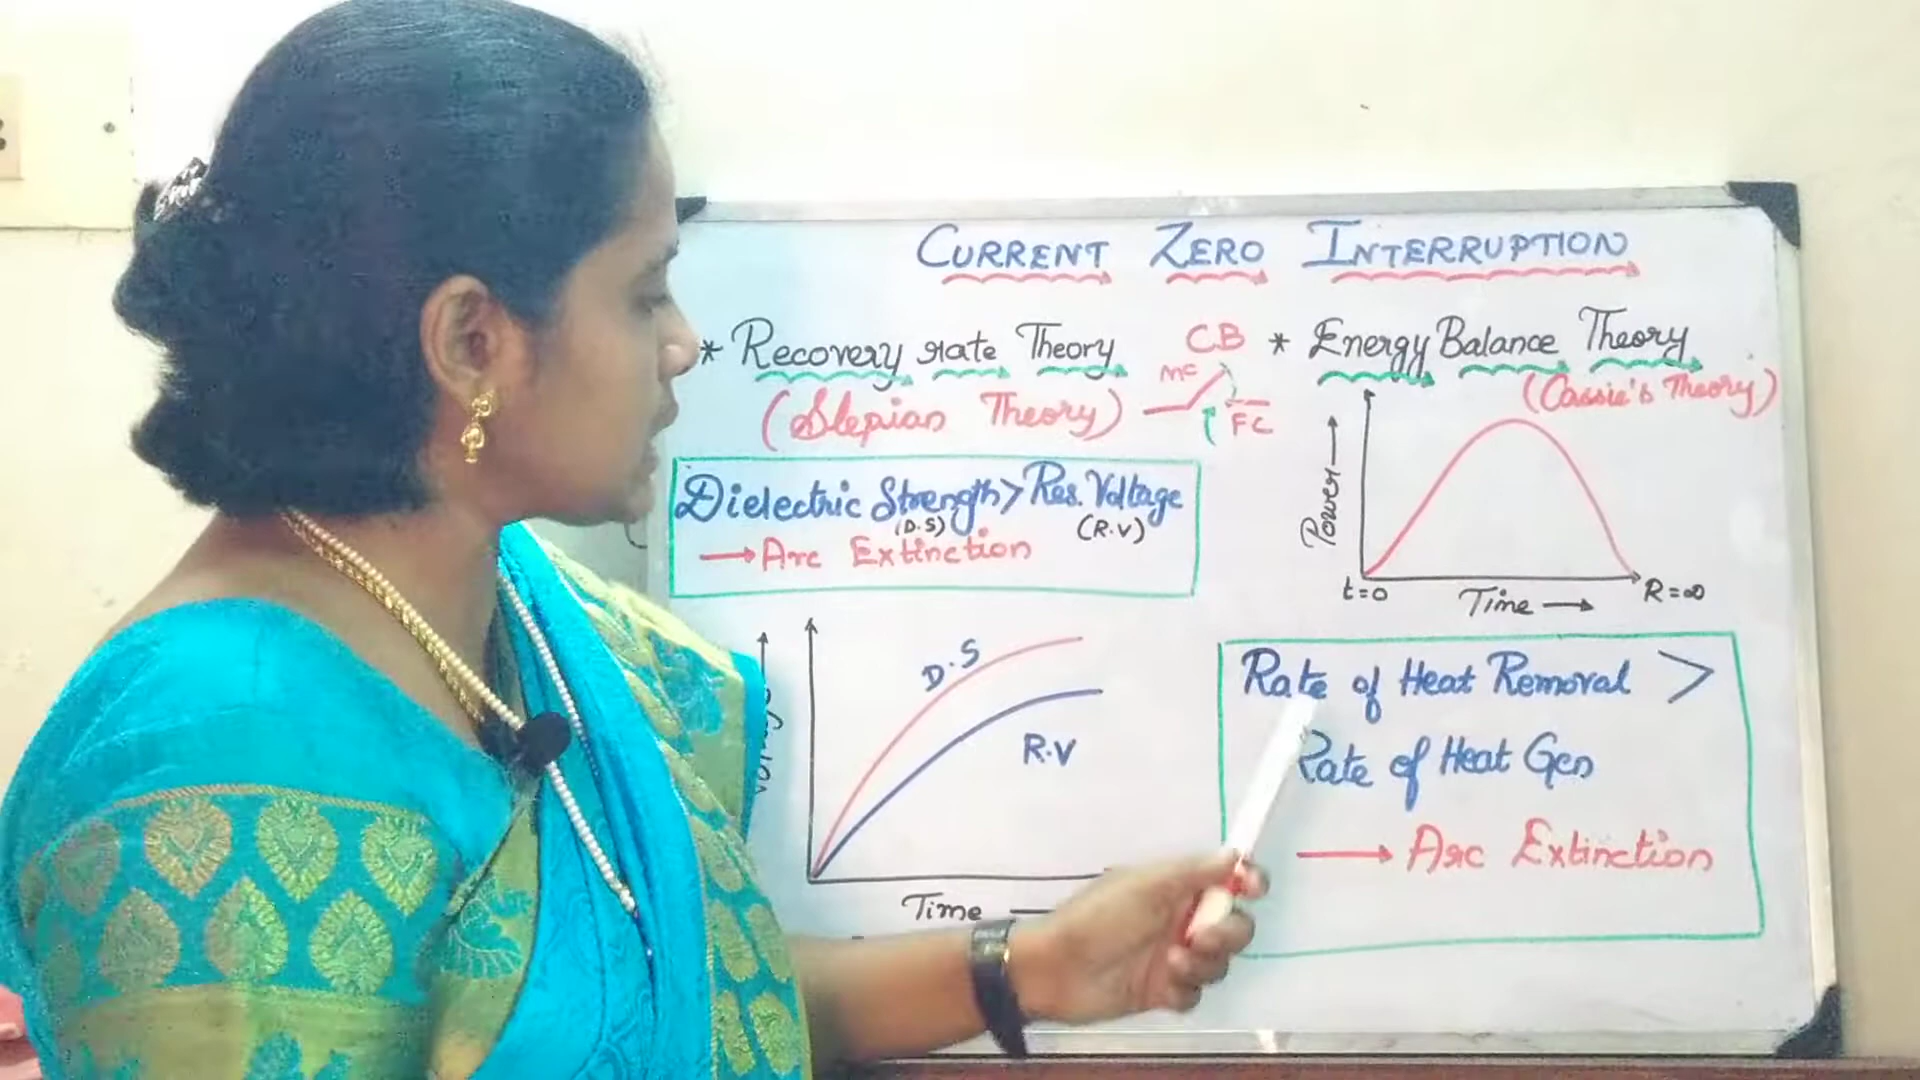 CURRENT ZERO INTERRUPTION
* Recovery rate Theory
(Slepian Theory)
CB
MC
FC
Dielectric Strength > Res. Voltage
(D.S) (R.V)
→ Arc Extinction
D.S
R.V
Time
* Energy Balance Theory
(Cassie's Theory)
Power →
t=0
Time →
R=∞
Rate of Heat Removal >
Rate of Heat Gen
→ Arc Extinction